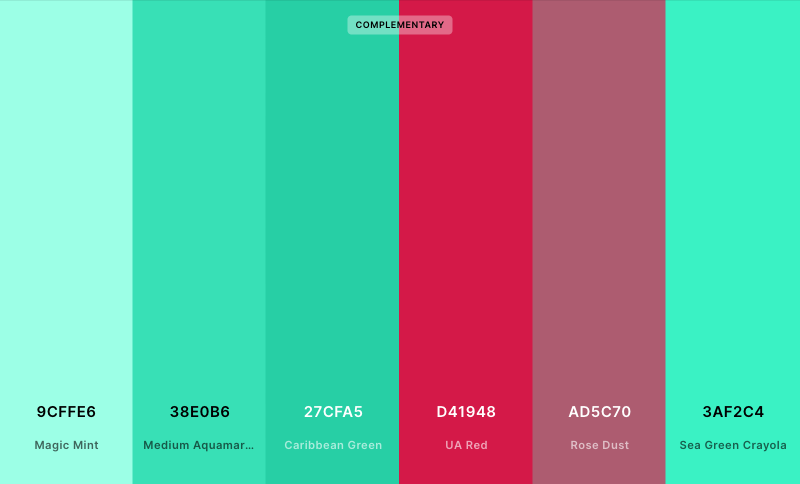 COMPLEMENTARY
9CFFE6
38E0B6
27CFA5
D41948
AD5C70
3AF2C4
Magic Mint
Medium Aquamar...
Caribbean Green
UA Red
Rose Dust
Sea Green Crayola